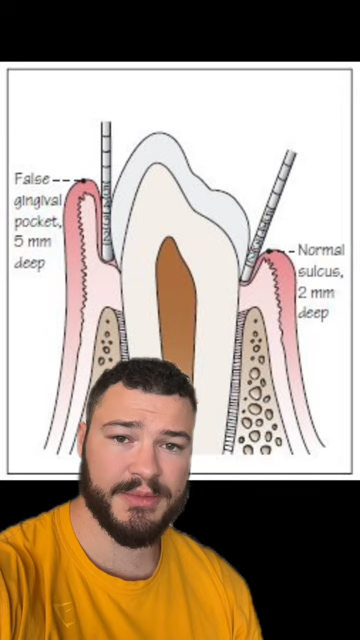 False
gingival
pocket,
5 mm
deep
Normal
sulcus,
2 mm
deep